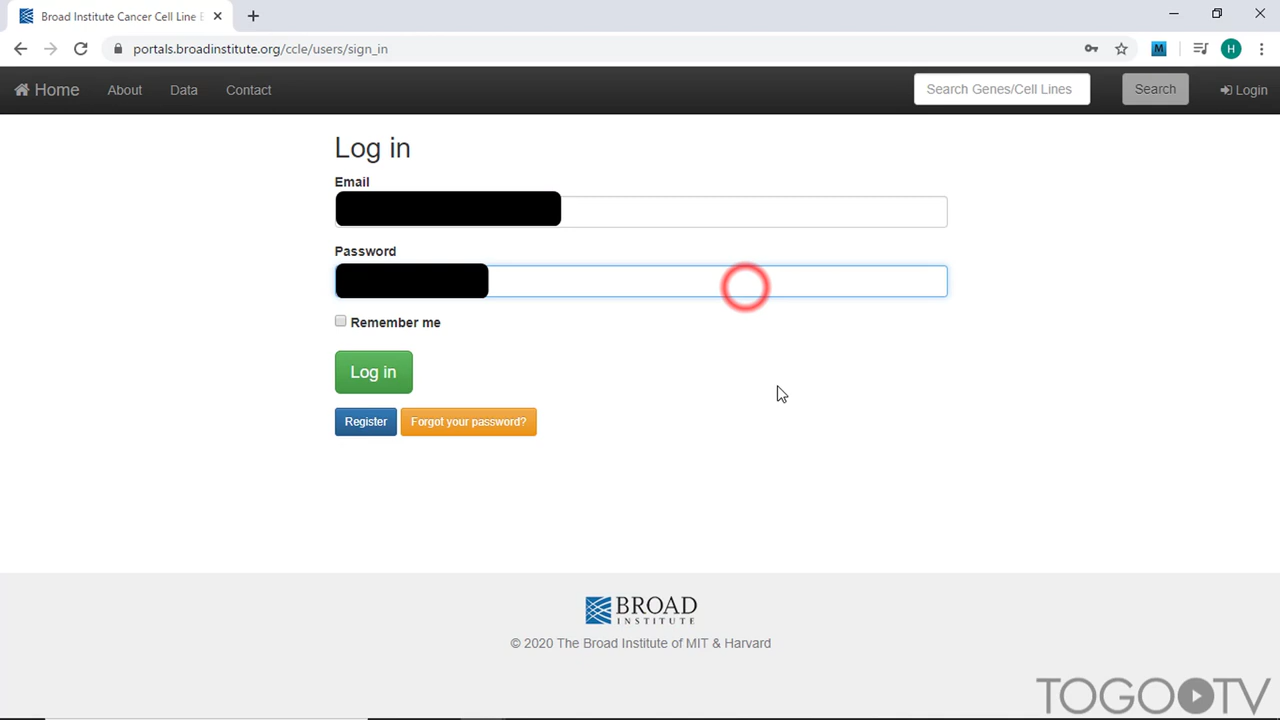 Broad Institute Cancer Cell Line E
portals.broadinstitute.org/ccle/users/sign_in
M
H
Home
About
Data
Contact
Search Genes/Cell Lines
Search
Login
Log in
Email
Password
Remember me
Log in
Register
Forgot your password?
BROAD
INSTITUTE
© 2020 The Broad Institute of MIT & Harvard
TOGO TV